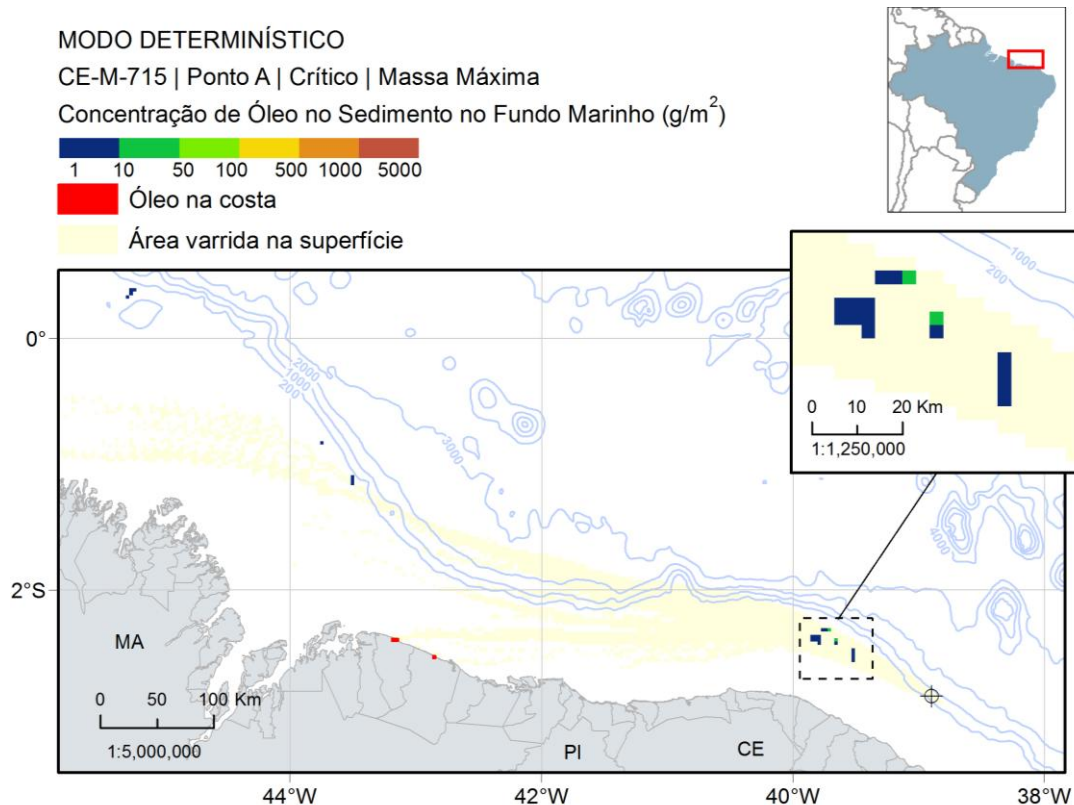 MODO DETERMINÍSTICO
CE-M-715 | Ponto A | Crítico | Massa Máxima
Concentração de Óleo no Sedimento no Fundo Marinho (g/m²)
1 10 50 100 500 1000 5000
Óleo na costa
Área varrida na superfície
1000
200
0 10 20 Km
1:1,250,000
0°
2000
1000
200
3000
4000
2°S
MA
0 50 100 Km
1:5,000,000
PI
CE
44°W 42°W 40°W 38°W